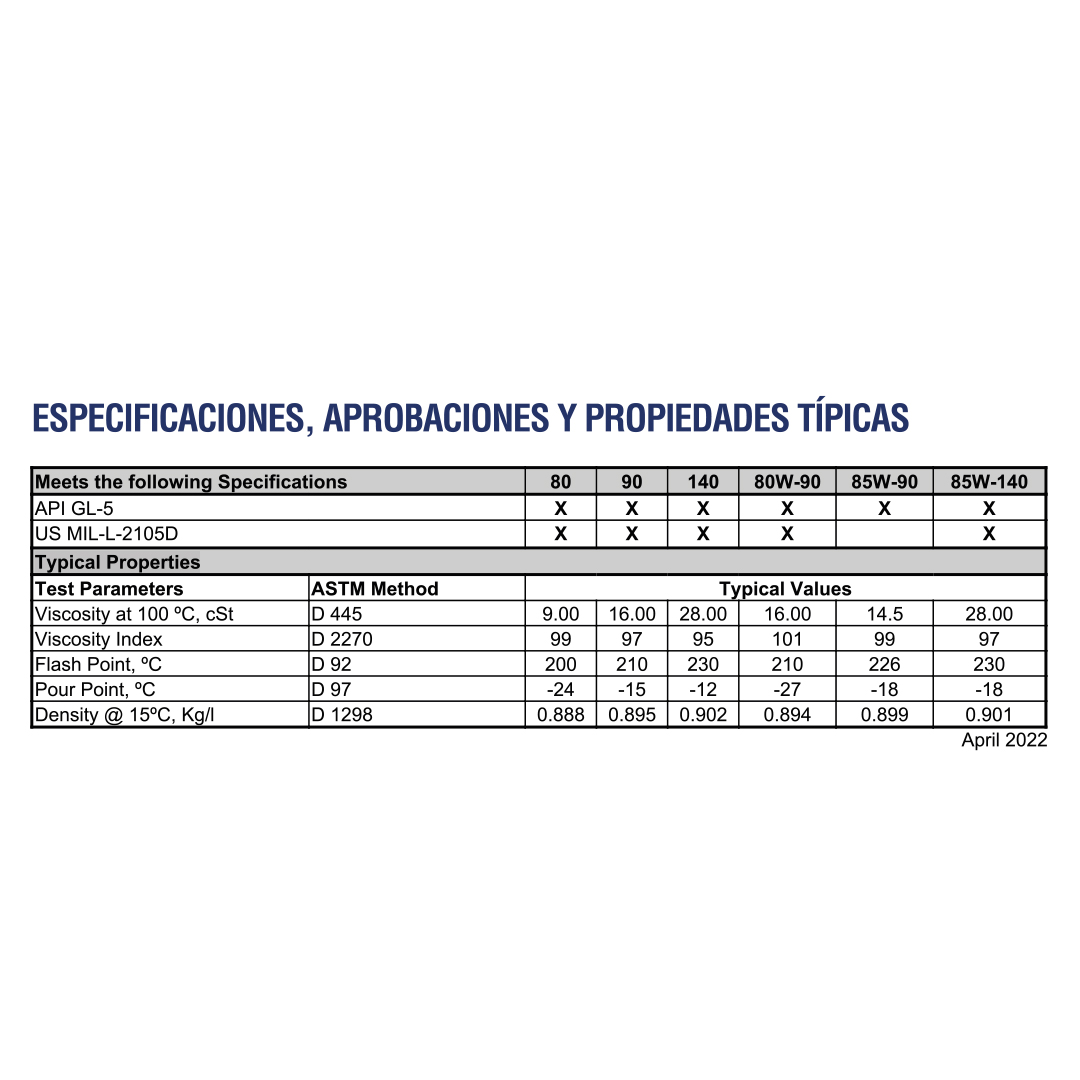 ESPECIFICACIONES, APROBACIONES Y PROPIEDADES TÍPICAS
Meets the following Specifications 80 90 140 80W-90 85W-90 85W-140
API GL-5 X X X X X X
US MIL-L-2105D X X X X X
Typical Properties
Test Parameters ASTM Method Typical Values
Viscosity at 100 ºC, cSt D 445 9.00 16.00 28.00 16.00 14.5 28.00
Viscosity Index D 2270 99 97 95 101 99 97
Flash Point, ºC D 92 200 210 230 210 226 230
Pour Point, ºC D 97 -24 -15 -12 -27 -18 -18
Density @ 15ºC, Kg/l D 1298 0.888 0.895 0.902 0.894 0.899 0.901
April 2022